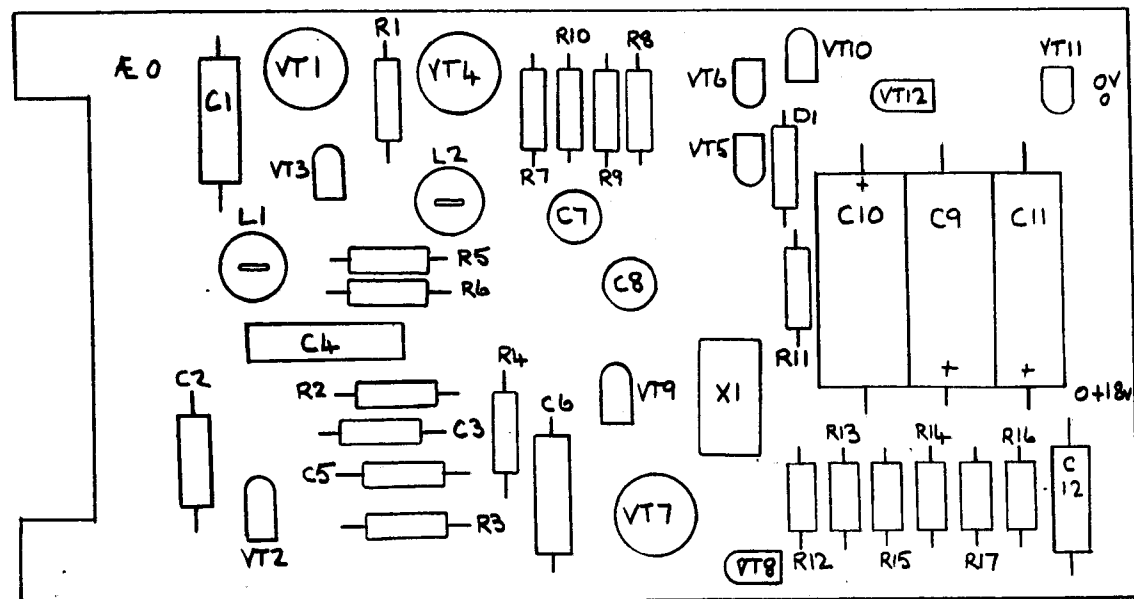 R1
R10
R8
VT10
VT11
Æ 0
VT1
VT4
VT6
VT12
0V
0
C1
D1
VT3
L2
VT5
R7
R9
L1
C7
+
C10
C9
C11
R5
R6
C8
C4
R11
C2
R4
R2
C6
VT9
X1
+
+
0+18V
C3
R13
R14
R16
C5
C
12
VT7
R3
VT2
VT8
R12
R15
R17